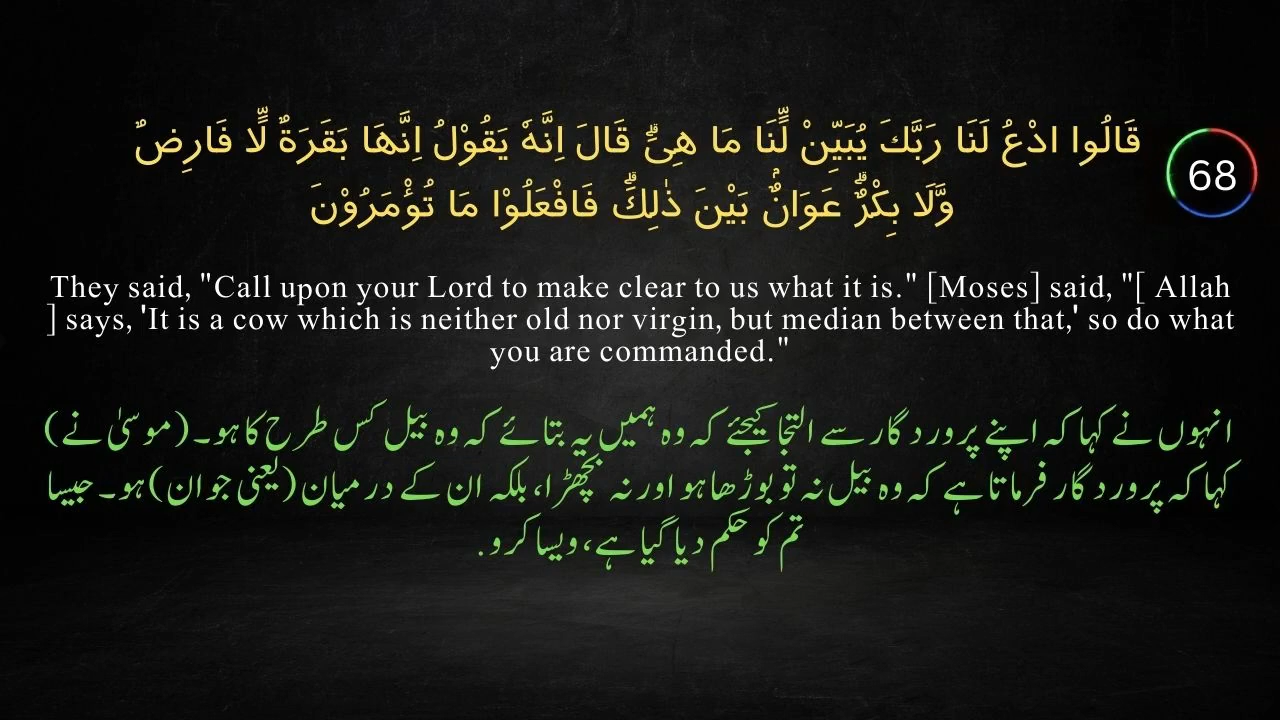 قَالُوا ادْعُ لَنَا رَبَّكَ يُبَيِّنْ لَّنَا مَا هِىَؕ قَالَ اِنَّهٗ يَقُوْلُ اِنَّهَا بَقَرَةٌ لَّا فَارِضٌ
68
وَّلَا بِكْرٌؕ عَوَانٌۢ بَيْنَ ذٰلِكَؕ فَافْعَلُوْا مَا تُؤْمَرُوْنَ
They said, "Call upon your Lord to make clear to us what it is." [Moses] said, "[ Allah
] says, 'It is a cow which is neither old nor virgin, but median between that,' so do what
you are commanded."
انہوں نے کہا کہ اپنے پروردگار سے التجا کیجئے کہ وہ ہمیں یہ بتائے کہ وہ بیل کس طرح کا ہو۔ (موسیٰ نے)
کہا کہ پروردگار فرماتا ہے کہ وہ بیل نہ تو بوڑھا ہو اور نہ بچھڑا، بلکہ ان کے درمیان (یعنی جوان) ہو۔ جیسا
تم کو حکم دیا گیا ہے، ویسا کرو.